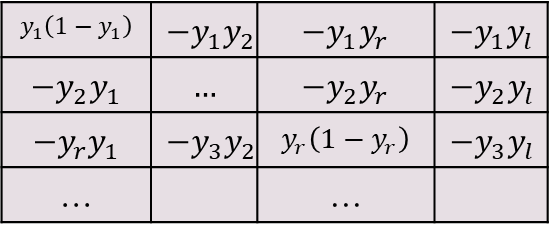 y₁(1 − y₁) −y₁y₂ −y₁yᵣ −y₁yₗ
−y₂y₁ ... −y₂yᵣ −y₂yₗ
−yᵣy₁ −y₃y₂ yᵣ(1 − yᵣ) −y₃yₗ
... ...